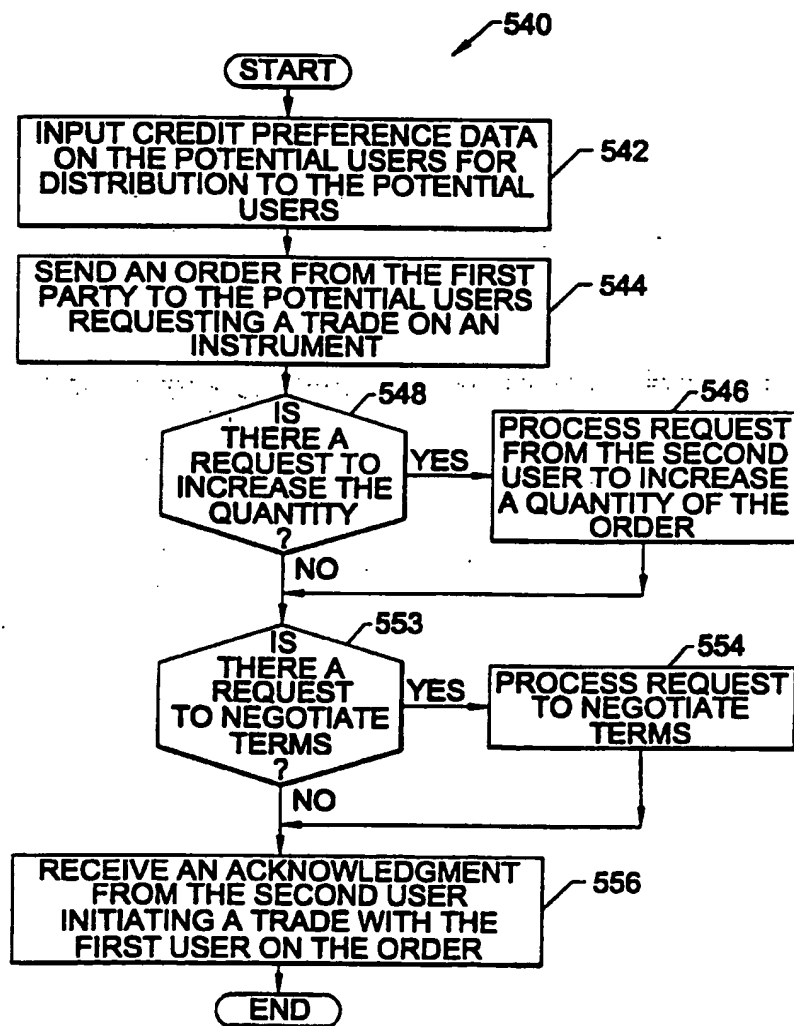 540
START
INPUT CREDIT PREFERENCE DATA
ON THE POTENTIAL USERS FOR
DISTRIBUTION TO THE POTENTIAL
USERS
542
SEND AN ORDER FROM THE FIRST
PARTY TO THE POTENTIAL USERS
REQUESTING A TRADE ON AN
INSTRUMENT
544
548
IS
THERE A
REQUEST TO
INCREASE THE
QUANTITY
?
YES
NO
546
PROCESS REQUEST
FROM THE SECOND
USER TO INCREASE
A QUANTITY OF THE
ORDER
553
IS
THERE A
REQUEST
TO NEGOTIATE
TERMS
?
YES
NO
554
PROCESS REQUEST
TO NEGOTIATE
TERMS
RECEIVE AN ACKNOWLEDGMENT
FROM THE SECOND USER
INITIATING A TRADE WITH THE
FIRST USER ON THE ORDER
556
END